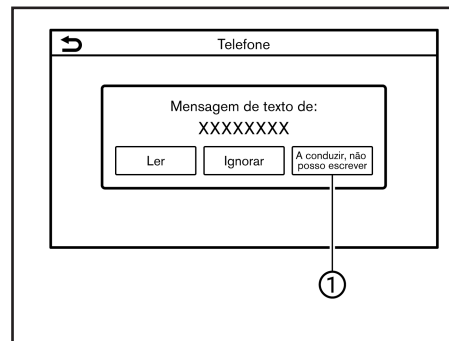 Telefone
Mensagem de texto de:
XXXXXXXX
Ler
Ignorar
A conduzir, não
posso escrever
1